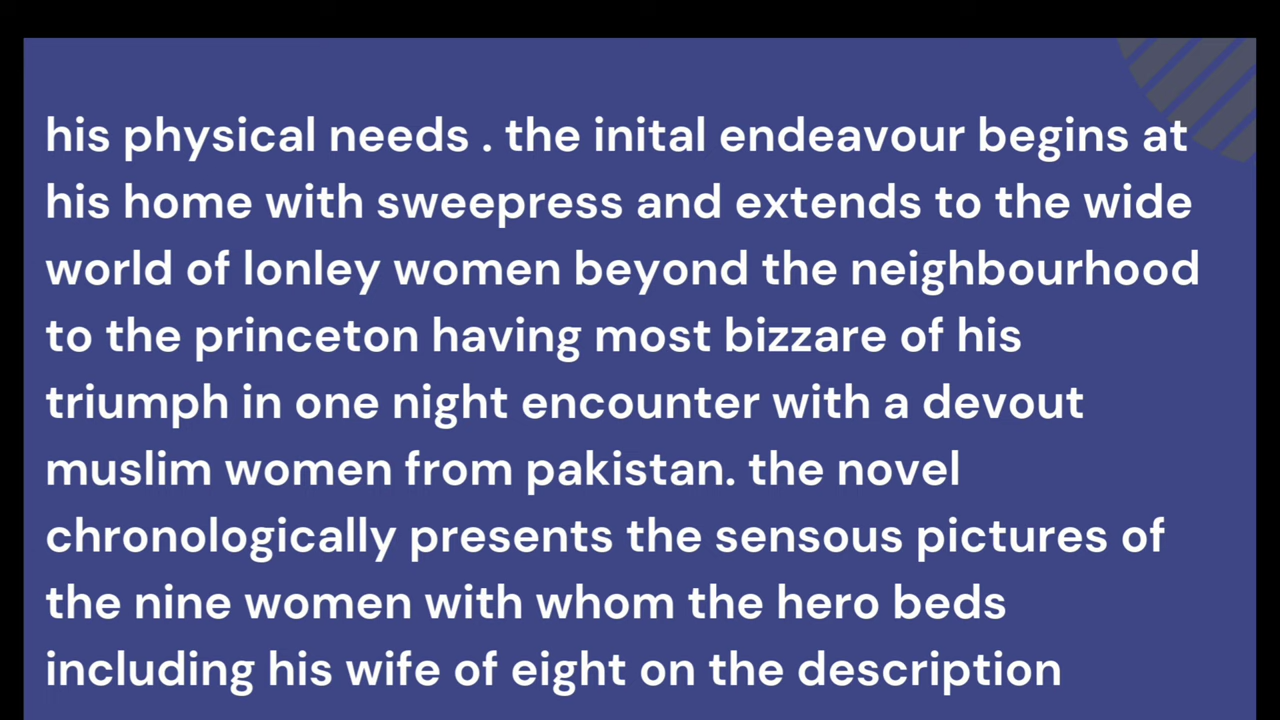 his physical needs . the inital endeavour begins at
his home with sweepress and extends to the wide
world of lonley women beyond the neighbourhood
to the princeton having most bizzare of his
triumph in one night encounter with a devout
muslim women from pakistan. the novel
chronologically presents the sensous pictures of
the nine women with whom the hero beds
including his wife of eight on the description